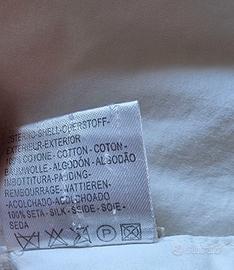 ESTERNO-SHELL-OBERSTOFF-
EXTERIEUR-EXTERIOR
100% COTONE - COTTON - COTON-
BAUMWOLLE - ALGODÓN - ALGODÃO
IMBOTTITURA-PADDING-
REMBOURRAGE-WATTIEREN-
-ACOLCHADO-ACOLCHOADO
100% SETA - SILK - SEIDE - SOIE-
SEDA
P
subito